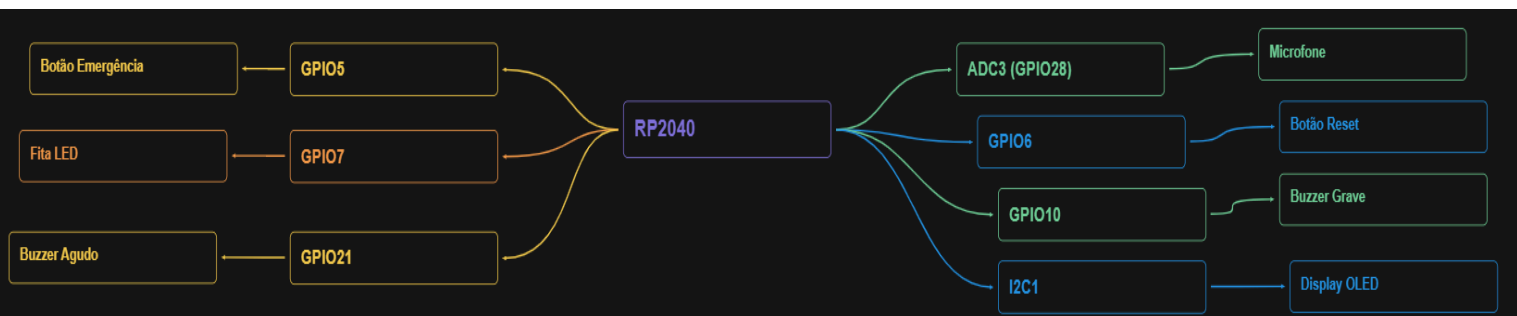 Botão Emergência
GPIO5
Fita LED
GPIO7
Buzzer Agudo
GPIO21
RP2040
ADC3 (GPIO28)
Microfone
GPIO6
Botão Reset
GPIO10
Buzzer Grave
I2C1
Display OLED